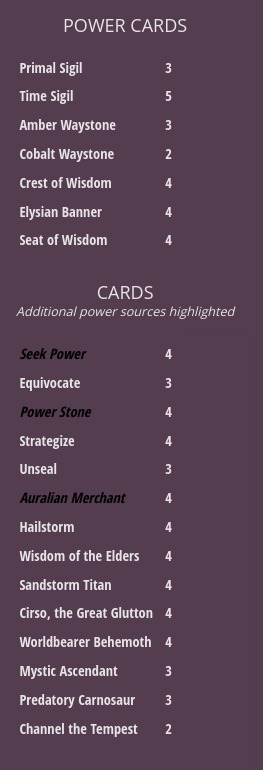 POWER CARDS
Primal Sigil 3
Time Sigil 5
Amber Waystone 3
Cobalt Waystone 2
Crest of Wisdom 4
Elysian Banner 4
Seat of Wisdom 4
CARDS
Additional power sources highlighted
Seek Power 4
Equivocate 3
Power Stone 4
Strategize 4
Unseal 3
Auralian Merchant 4
Hailstorm 4
Wisdom of the Elders 4
Sandstorm Titan 4
Cirso, the Great Glutton 4
Worldbearer Behemoth 4
Mystic Ascendant 3
Predatory Carnosaur 3
Channel the Tempest 2